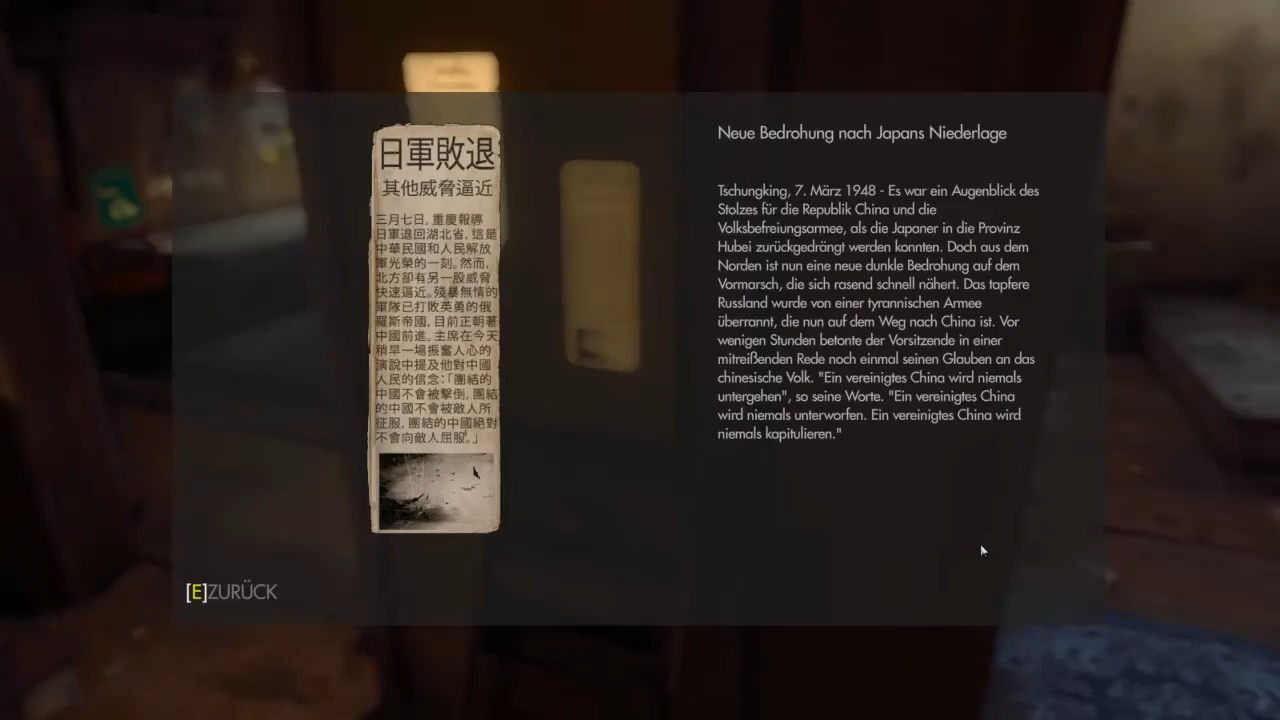 日軍敗退
其他威脅逼近
三月七日, 重慶報導
日軍退回湖北省, 這是
中華民國和人民解放
軍光榮的一刻。然而,
北方卻有另一股威脅
快速逼近。殘暴無情的
軍隊已打敗英勇的俄
羅斯帝國, 目前正朝著
中國前進。主席在今天
稍早一場振奮人心的
演說中提及他對中國
人民的信念:「團結的
中國不會被擊倒, 團結
的中國不會被敵人所
征服, 團結的中國絕對
不會向敵人屈服。」
Neue Bedrohung nach Japans Niederlage
Tschungking, 7. März 1948 - Es war ein Augenblick des
Stolzes für die Republik China und die
Volksbefreiungsarmee, als die Japaner in die Provinz
Hubei zurückgedrängt werden konnten. Doch aus dem
Norden ist nun eine neue dunkle Bedrohung auf dem
Vormarsch, die sich rasend schnell nähert. Das tapfere
Russland wurde von einer tyrannischen Armee
überrannt, die nun auf dem Weg nach China ist. Vor
wenigen Stunden betonte der Vorsitzende in einer
mitreißenden Rede noch einmal seinen Glauben an das
chinesische Volk. "Ein vereinigtes China wird niemals
untergehen", so seine Worte. "Ein vereinigtes China
wird niemals unterworfen. Ein vereinigtes China wird
niemals kapitulieren."
[E]ZURÜCK